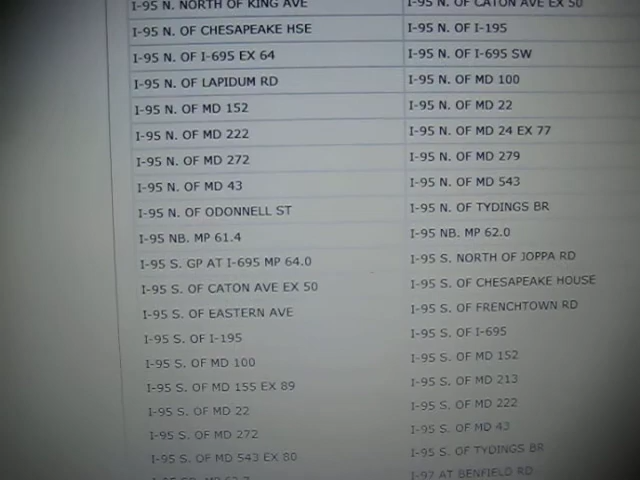 I-95 N. NORTH OF KING AVE I-95 N. OF CATON AVE EX 50
I-95 N. OF CHESAPEAKE HSE I-95 N. OF I-195
I-95 N. OF I-695 EX 64 I-95 N. OF I-695 SW
I-95 N. OF LAPIDUM RD I-95 N. OF MD 100
I-95 N. OF MD 152 I-95 N. OF MD 22
I-95 N. OF MD 222 I-95 N. OF MD 24 EX 77
I-95 N. OF MD 272 I-95 N. OF MD 279
I-95 N. OF MD 43 I-95 N. OF MD 543
I-95 N. OF ODONNELL ST I-95 N. OF TYDINGS BR
I-95 NB. MP 61.4 I-95 NB. MP 62.0
I-95 S. GP AT I-695 MP 64.0 I-95 S. NORTH OF JOPPA RD
I-95 S. OF CATON AVE EX 50 I-95 S. OF CHESAPEAKE HOUSE
I-95 S. OF EASTERN AVE I-95 S. OF FRENCHTOWN RD
I-95 S. OF I-195 I-95 S. OF I-695
I-95 S. OF MD 100 I-95 S. OF MD 152
I-95 S. OF MD 155 EX 89 I-95 S. OF MD 213
I-95 S. OF MD 22 I-95 S. OF MD 222
I-95 S. OF MD 272 I-95 S. OF MD 43
I-95 S. OF MD 543 EX 80 I-95 S. OF TYDINGS BR
I-97 AT BENFIELD RD